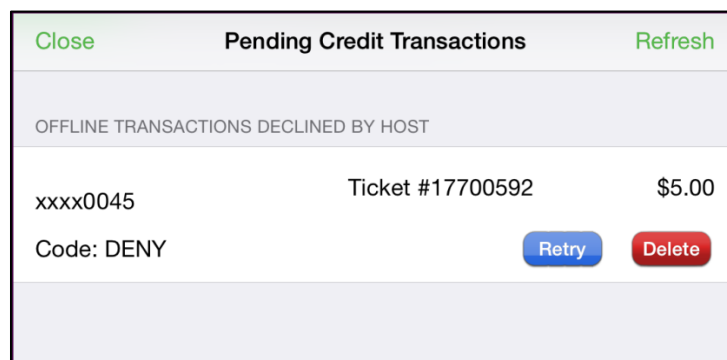 Close Pending Credit Transactions Refresh
OFFLINE TRANSACTIONS DECLINED BY HOST
xxxx0045 Ticket #17700592 $5.00
Code: DENY Retry Delete